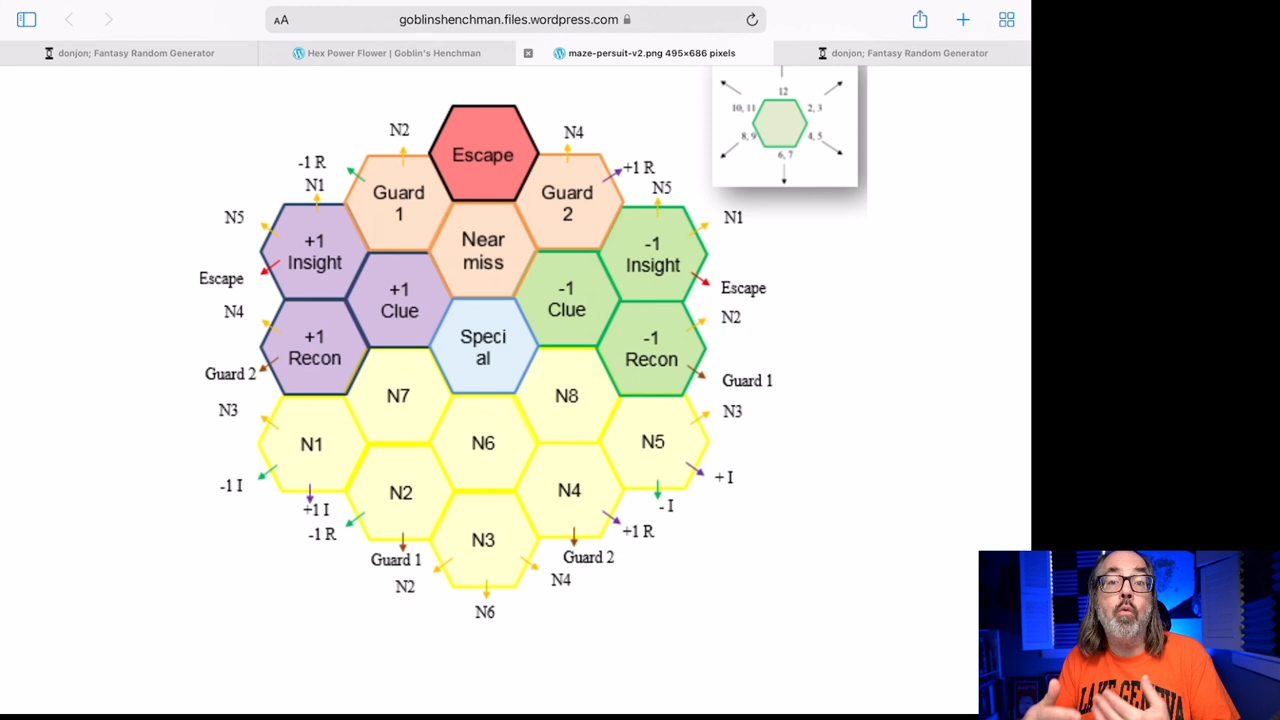 AA
goblinshenchman.files.wordpress.com
donjon; Fantasy Random Generator
Hex Power Flower | Goblin's Henchman
maze-persuit-v2.png 495×686 pixels
donjon; Fantasy Random Generator
12
10, 11
2, 3
8, 9
4, 5
6, 7
Escape
N2
N4
-1 R
+1 R
Guard
1
Guard
2
N1
N5
N5
N1
+1
Insight
Near
miss
-1
Insight
Escape
Escape
+1
Clue
-1
Clue
N4
N2
+1
Recon
Speci
al
-1
Recon
Guard 2
Guard 1
N7
N8
N3
N3
N1
N6
N5
-1 I
+ I
+1 I
- I
N2
N4
-1 R
+1 R
N3
Guard 1
Guard 2
N2
N4
N6
LAKE GENEVA